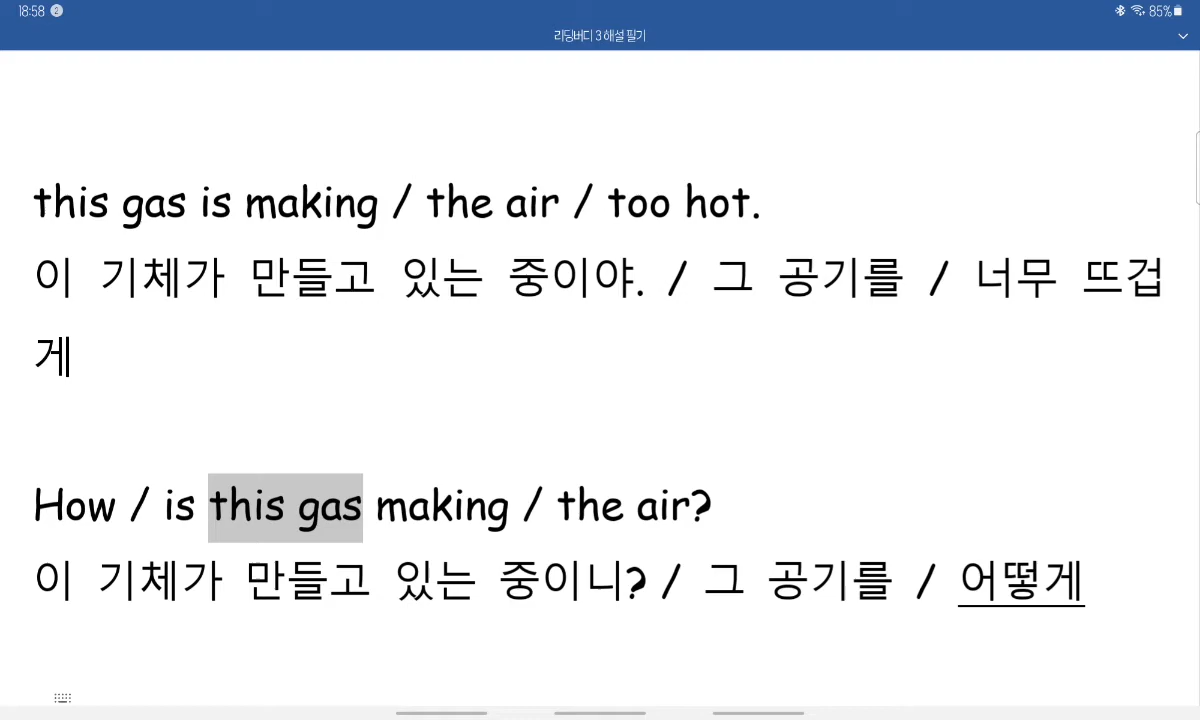 18:58 2 85%
리딩버디 3 해설 필기
this gas is making / the air / too hot.
이 기체가 만들고 있는 중이야. / 그 공기를 / 너무 뜨겁
게
How / is this gas making / the air?
이 기체가 만들고 있는 중이니? / 그 공기를 / 어떻게